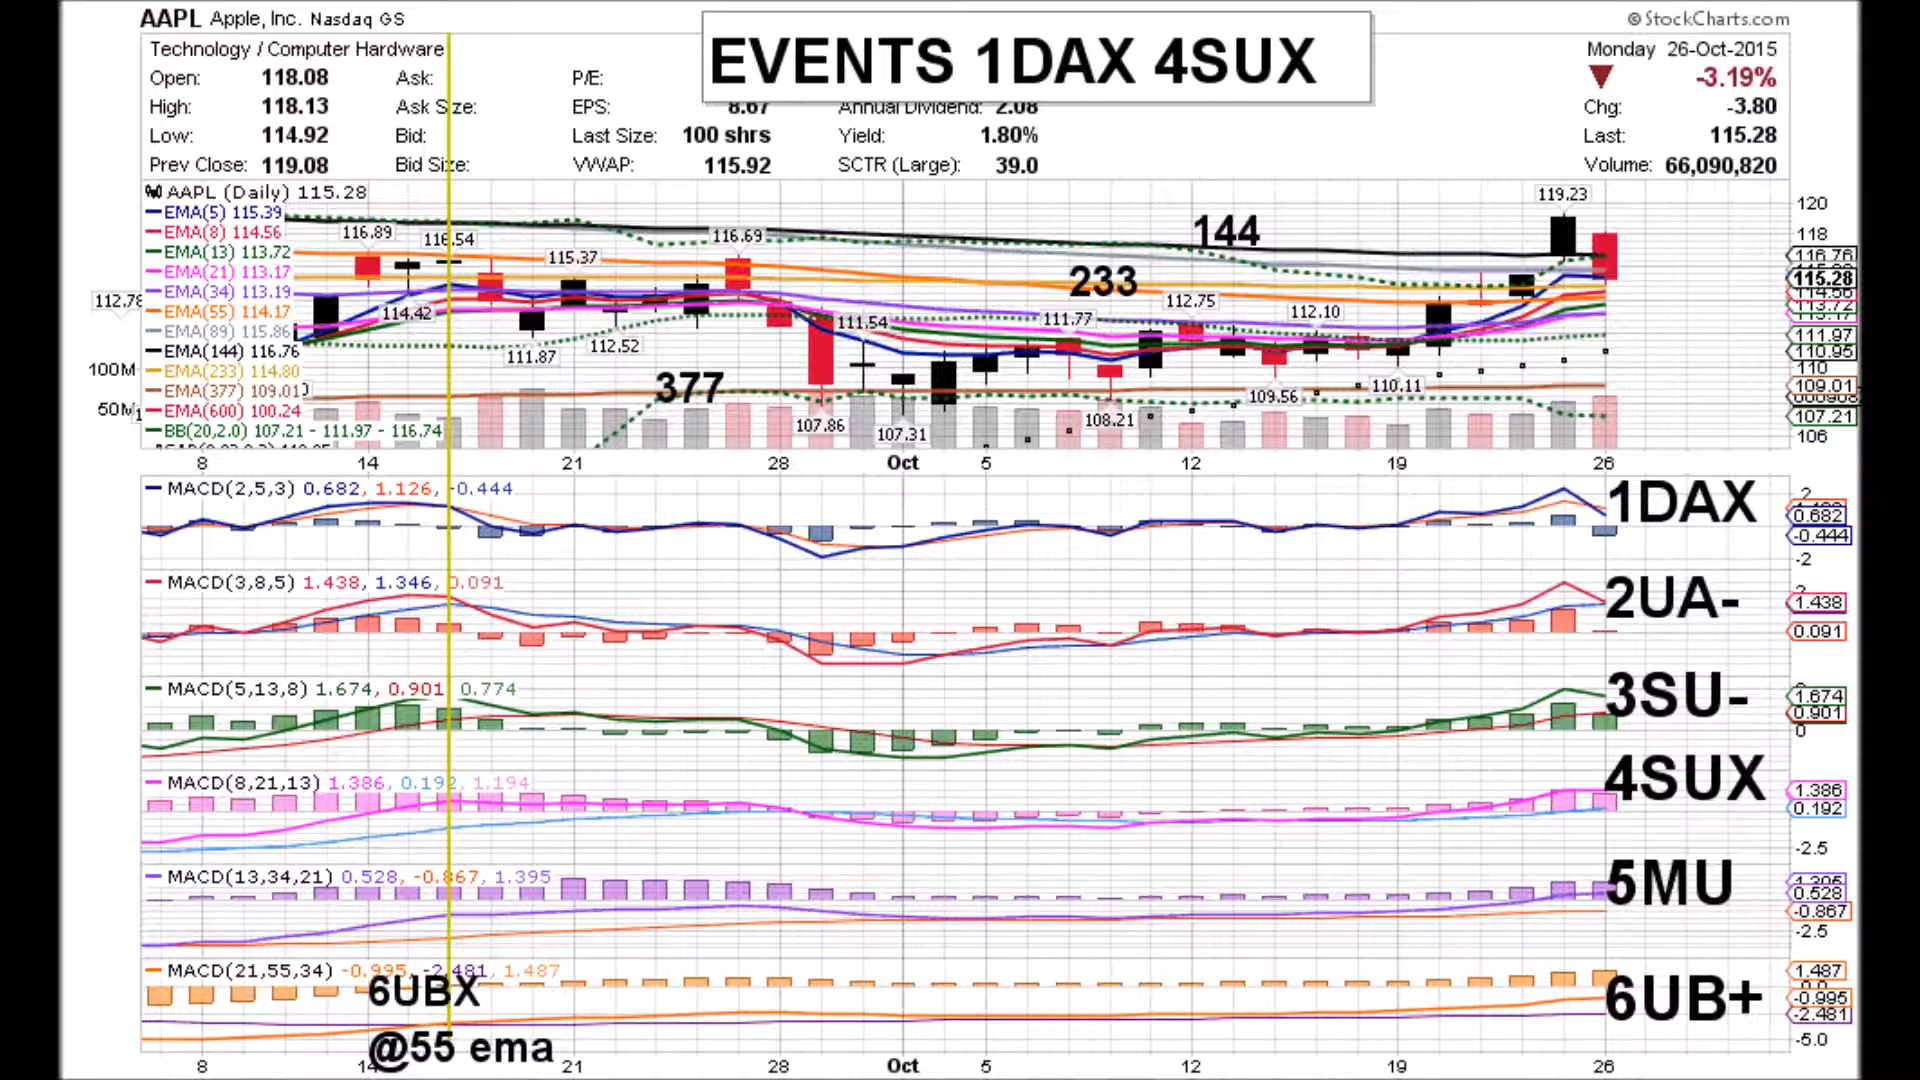 AAPL Apple, Inc. Nasdaq GS
© StockCharts.com
EVENTS 1DAX 4SUX
Technology / Computer Hardware
Monday 26-Oct-2015
Open: 118.08 Ask: P/E: -3.19%
High: 118.13 Ask Size: EPS: 8.67 Annual Dividend: 2.08 Chg: -3.80
Low: 114.92 Bid: Last Size: 100 shrs Yield: 1.80% Last: 115.28
Prev Close: 119.08 Bid Size: VWAP: 115.92 SCTR (Large): 39.0 Volume: 66,090,820
AAPL (Daily) 115.28
EMA(5) 115.39
EMA(8) 114.56
EMA(13) 113.72
EMA(21) 113.17
EMA(34) 113.19
EMA(55) 114.17
EMA(89) 115.86
EMA(144) 116.76
EMA(233) 114.80
EMA(377) 109.01
EMA(600) 100.24
BB(20,2.0) 107.21 - 111.97 - 116.74
112.78
100M
50M
116.89 116.54 115.37 116.69 119.23
144
233
377
114.42 111.87 112.52 111.54 111.77 112.75 112.10
107.86 107.31 108.21 109.56 110.11
120
118
116.76
115.28
114.56
113.72
111.97
110.95
110
109.01
107.21
106
8 14 21 28 Oct 5 12 19 26
MACD(2,5,3) 0.682, 1.126, -0.444
1DAX
2
0.682
-0.444
-2
MACD(3,8,5) 1.438, 1.346, 0.091
2UA-
1.438
0.091
MACD(5,13,8) 1.674, 0.901, 0.774
3SU-
1.674
0.901
0
MACD(8,21,13) 1.386, 0.192, 1.194
4SUX
1.386
0.192
-2.5
MACD(13,34,21) 0.528, -0.867, 1.395
5MU
1.395
0.528
-0.867
-2.5
MACD(21,55,34) -0.995, -2.481, 1.487
6UBX
@55 ema
6UB+
1.487
-0.995
-2.481
-5.0
8 14 21 28 Oct 5 12 19 26